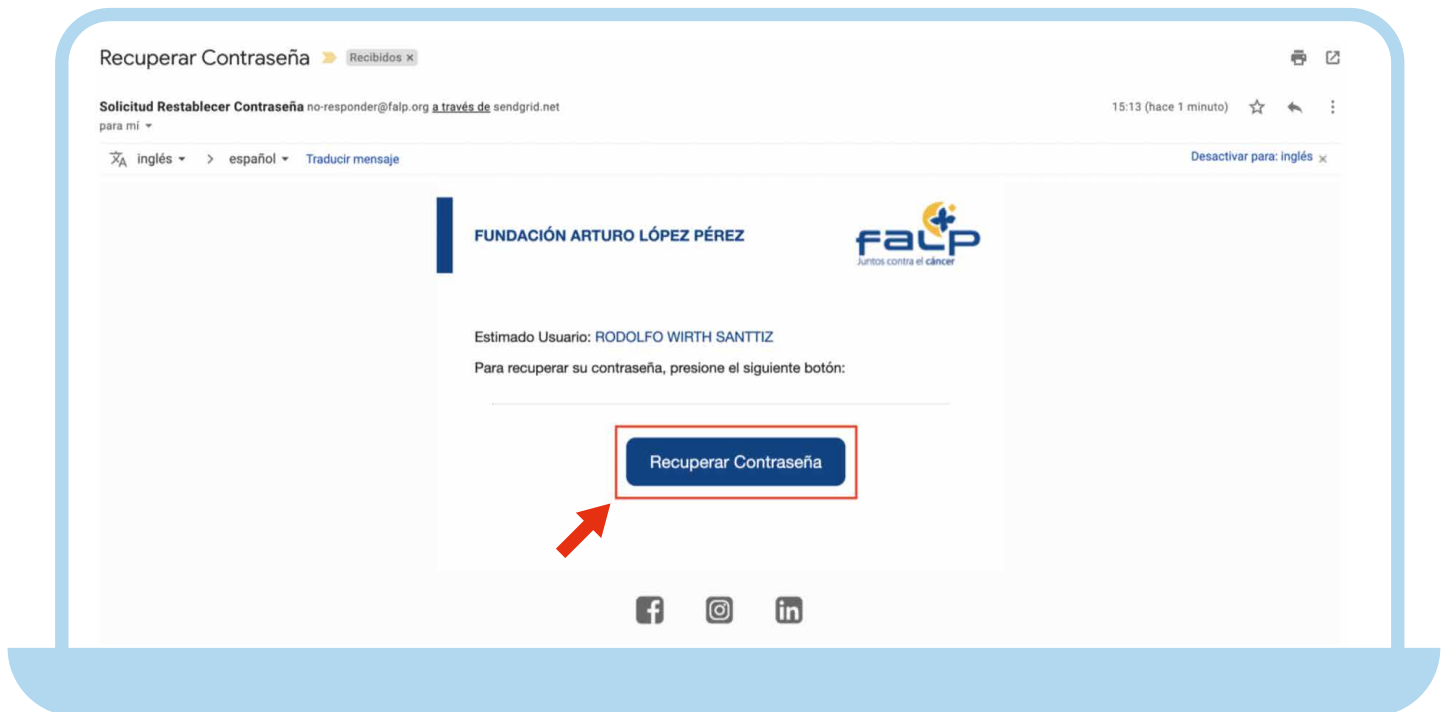 Recuperar Contraseña Recibidos ×
Solicitud Restablecer Contraseña no-responder@falp.org a través de sendgrid.net 15:13 (hace 1 minuto)
para mí
inglés > español Traducir mensaje Desactivar para: inglés ×
FUNDACIÓN ARTURO LÓPEZ PÉREZ
falp
Juntos contra el cáncer
Estimado Usuario: RODOLFO WIRTH SANTTIZ
Para recuperar su contraseña, presione el siguiente botón:
Recuperar Contraseña